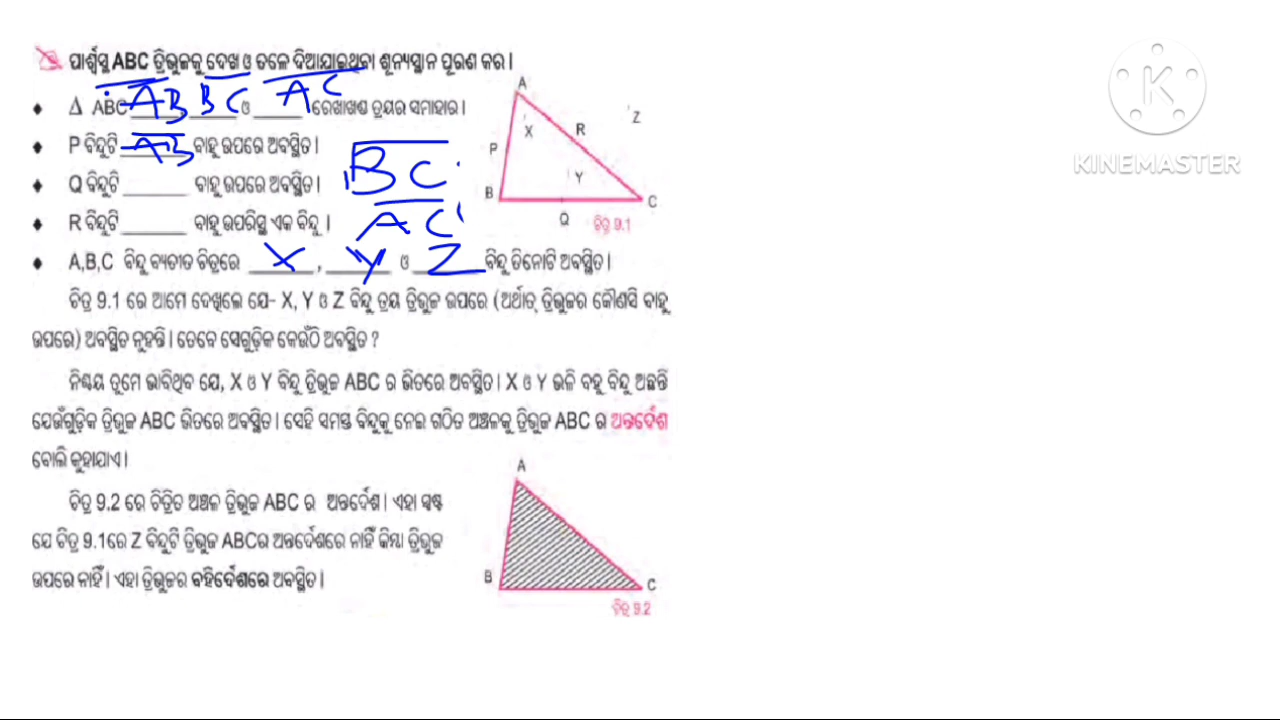 ପାର୍ଶ୍ୱସ୍ଥ ABC ତ୍ରିଭୁଜକୁ ଦେଖ ଓ ତଳେ ଦିଆଯାଇଥିବା ଶୂନ୍ୟସ୍ଥାନ ପୂରଣ କର ।
♦ Δ ABC AB BC ଓ AC ରେଖାଖଣ୍ଡ ତ୍ରୟର ସମାହାର ।
♦ P ବିନ୍ଦୁଟି AB ବାହୁ ଉପରେ ଅବସ୍ଥିତ ।
♦ Q ବିନ୍ଦୁଟି ______ ବାହୁ ଉପରେ ଅବସ୍ଥିତ । BC
♦ R ବିନ୍ଦୁଟି ______ ବାହୁ ଉପରିସ୍ଥ ଏକ ବିନ୍ଦୁ । AC
♦ A,B,C ବିନ୍ଦୁ ବ୍ୟତୀତ ଚିତ୍ରରେ X , Y ଓ Z ବିନ୍ଦୁ ତିନୋଟି ଅବସ୍ଥିତ ।
A
X
R
Z
P
Y
B
C
Q
ଚିତ୍ର 9.1
ଚିତ୍ର 9.1 ରେ ଆମେ ଦେଖିଲେ ଯେ- X, Y ଓ Z ବିନ୍ଦୁ ତ୍ରୟ ତ୍ରିଭୁଜ ଉପରେ (ଅର୍ଥାତ୍ ତ୍ରିଭୁଜର କୌଣସି ବାହୁ
ଉପରେ) ଅବସ୍ଥିତ ନୁହନ୍ତି । ତେବେ ସେଗୁଡ଼ିକ କେଉଁଠି ଅବସ୍ଥିତ ?
ନିଶ୍ଚୟ ତୁମେ ଭାବିଥିବ ଯେ, X ଓ Y ବିନ୍ଦୁ ତ୍ରିଭୁଜ ABC ର ଭିତରେ ଅବସ୍ଥିତ । X ଓ Y ଭଳି ବହୁ ବିନ୍ଦୁ ଅଛନ୍ତି
ଯେଉଁଗୁଡ଼ିକ ତ୍ରିଭୁଜ ABC ଭିତରେ ଅବସ୍ଥିତ । ସେହି ସମସ୍ତ ବିନ୍ଦୁକୁ ନେଇ ଗଠିତ ଅଞ୍ଚଳକୁ ତ୍ରିଭୁଜ ABC ର ଅନ୍ତର୍ଦେଶ
ବୋଲି କୁହାଯାଏ ।
ଚିତ୍ର 9.2 ରେ ଚିତ୍ରିତ ଅଞ୍ଚଳ ତ୍ରିଭୁଜ ABC ର ଅନ୍ତର୍ଦେଶ । ଏହା ସ୍ପଷ୍ଟ
ଯେ ଚିତ୍ର 9.1ରେ Z ବିନ୍ଦୁଟି ତ୍ରିଭୁଜ ABCର ଅନ୍ତର୍ଦେଶରେ ନାହିଁ କିମ୍ବା ତ୍ରିଭୁଜ
ଉପରେ ନାହିଁ । ଏହା ତ୍ରିଭୁଜର ବହିର୍ଦେଶରେ ଅବସ୍ଥିତ ।
A
B
C
ଚିତ୍ର 9.2
K
KINEMASTER